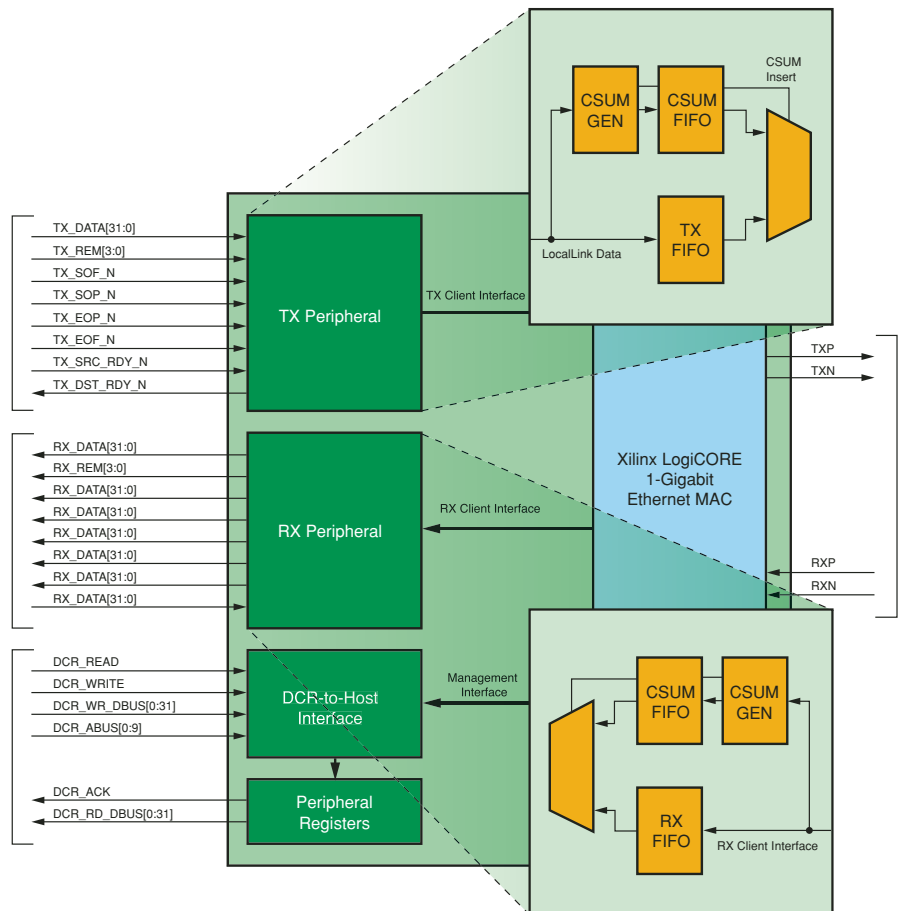 CSUM
Insert
CSUM
GEN
CSUM
FIFO
TX
FIFO
LocalLink Data
TX_DATA[31:0]
TX_REM[3:0]
TX_SOF_N
TX_SOP_N
TX_EOP_N
TX_EOF_N
TX_SRC_RDY_N
TX_DST_RDY_N
TX Peripheral
TX Client Interface
TXP
TXN
RX_DATA[31:0]
RX_REM[3:0]
RX_DATA[31:0]
RX_DATA[31:0]
RX_DATA[31:0]
RX_DATA[31:0]
RX_DATA[31:0]
RX_DATA[31:0]
RX Peripheral
RX Client Interface
Xilinx LogiCORE
1-Gigabit
Ethernet MAC
RXP
RXN
DCR_READ
DCR_WRITE
DCR_WR_DBUS[0:31]
DCR_ABUS[0:9]
DCR-to-Host
Interface
Management
Interface
DCR_ACK
DCR_RD_DBUS[0:31]
Peripheral
Registers
CSUM
FIFO
CSUM
GEN
RX
FIFO
RX Client Interface